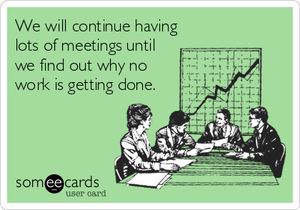 We will continue having
lots of meetings until
we find out why no
work is getting done.
someecards
user card